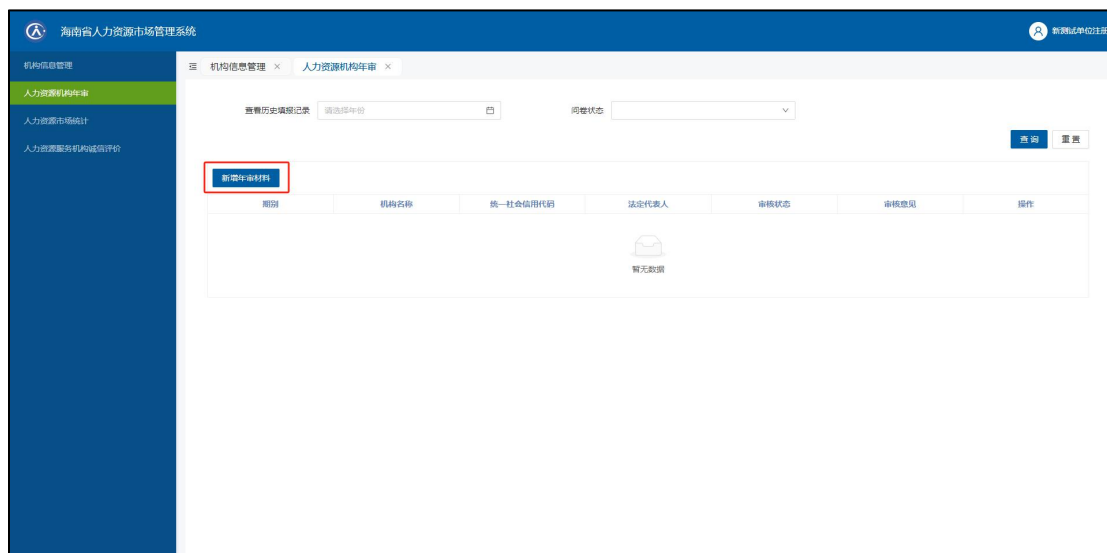 海南省人力资源市场管理系统
新测试单位注册
机构信息管理
人力资源机构年审
人力资源市场统计
人力资源服务机构诚信评价
机构信息管理 ×
人力资源机构年审 ×
查看历史填报记录 请选择年份
问卷状态
查询 重置
新增年审材料
期别 机构名称 统一社会信用代码 法定代表人 审核状态 审核意见 操作
暂无数据